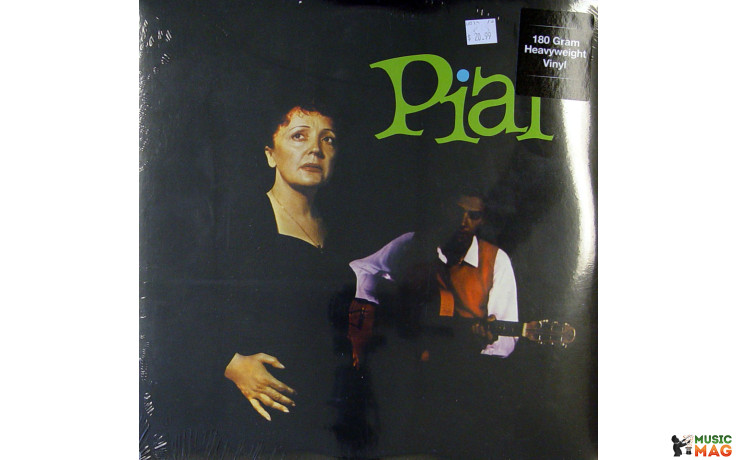 $ 20.99
180 Gram
Heavyweight
Vinyl
Piaf
MUSIC
MAG